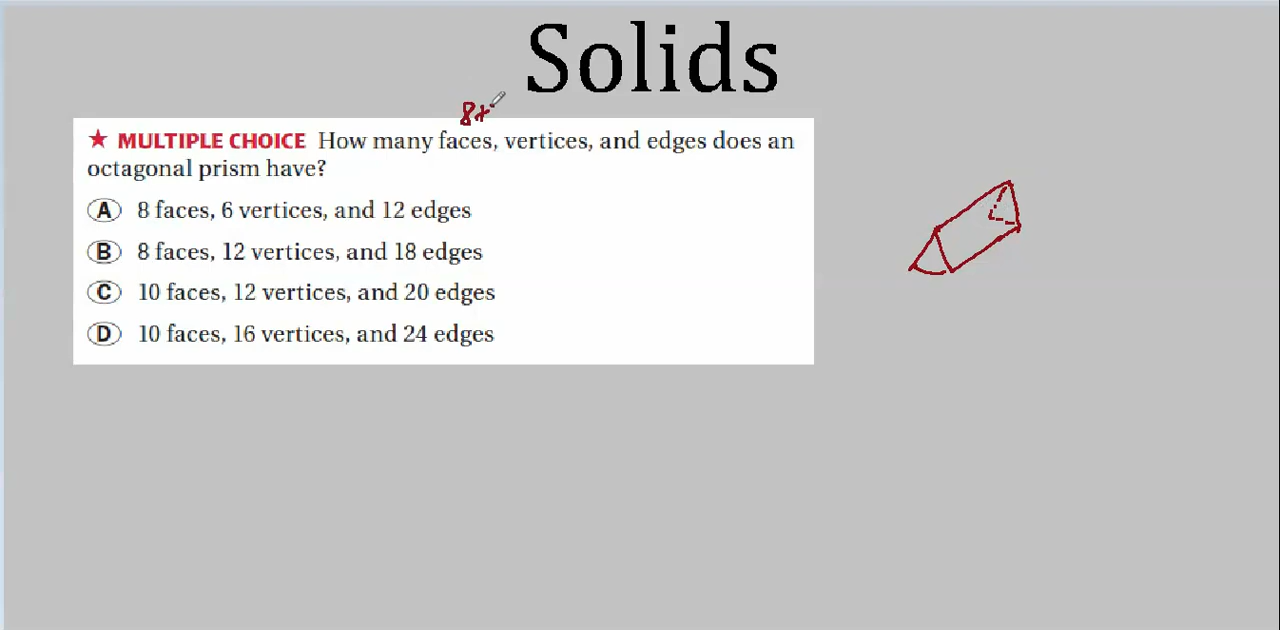 Solids
8+
★ MULTIPLE CHOICE How many faces, vertices, and edges does an
octagonal prism have?
A 8 faces, 6 vertices, and 12 edges
B 8 faces, 12 vertices, and 18 edges
C 10 faces, 12 vertices, and 20 edges
D 10 faces, 16 vertices, and 24 edges